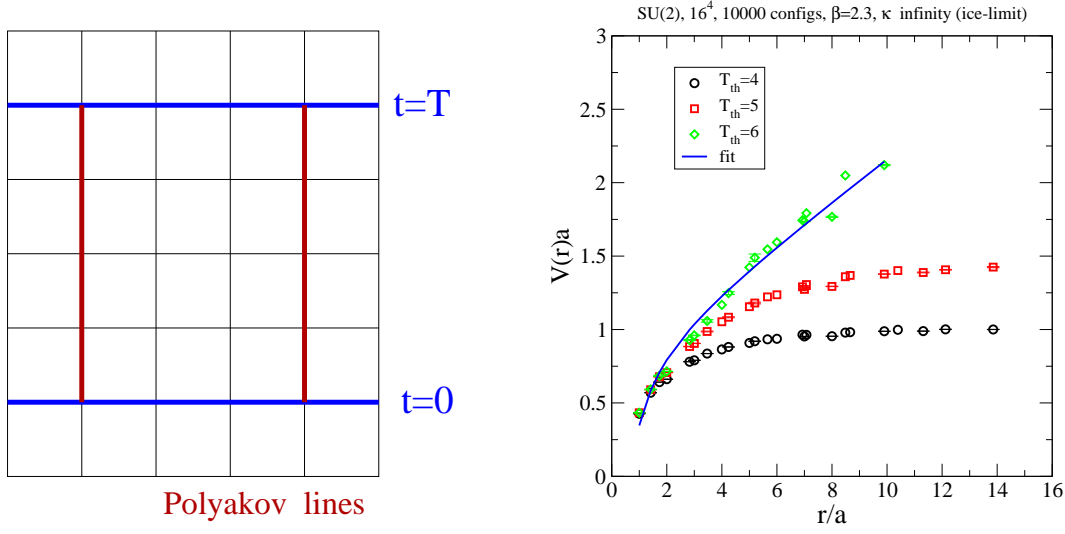 t=T
t=0
Polyakov lines
SU(2), 16^4, 10000 configs, β=2.3, κ infinity (ice-limit)
V(r)a
3
2.5
2
1.5
1
0.5
0
T_th=4
T_th=5
T_th=6
fit
0 2 4 6 8 10 12 14 16
r/a